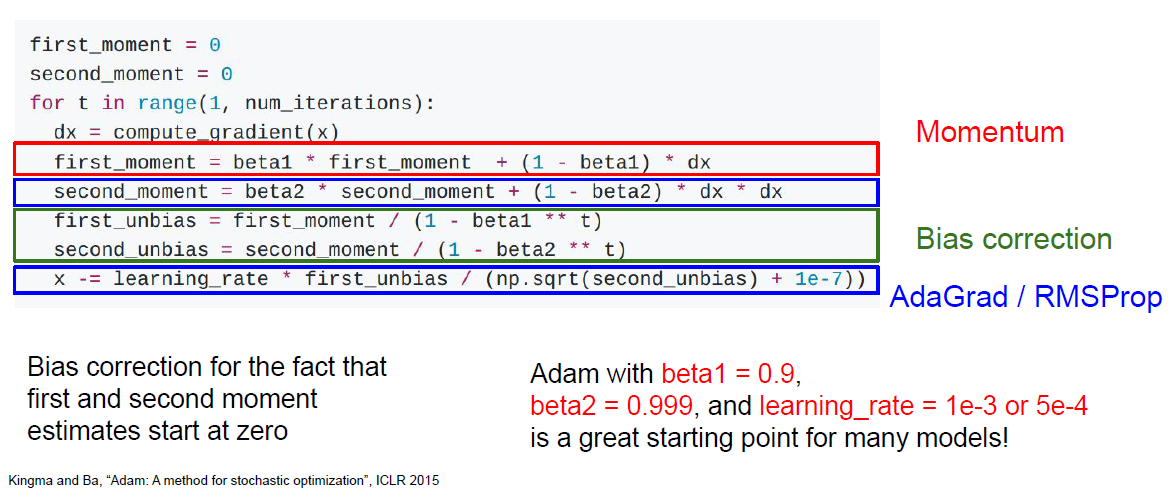 first_moment = 0
second_moment = 0
for t in range(1, num_iterations):
dx = compute_gradient(x)
first_moment = beta1 * first_moment + (1 - beta1) * dx
second_moment = beta2 * second_moment + (1 - beta2) * dx * dx
first_unbias = first_moment / (1 - beta1 ** t)
second_unbias = second_moment / (1 - beta2 ** t)
x -= learning_rate * first_unbias / (np.sqrt(second_unbias) + 1e-7))
Momentum
Bias correction
AdaGrad / RMSProp
Bias correction for the fact that
first and second moment
estimates start at zero
Adam with beta1 = 0.9,
beta2 = 0.999, and learning_rate = 1e-3 or 5e-4
is a great starting point for many models!
Kingma and Ba, “Adam: A method for stochastic optimization”, ICLR 2015